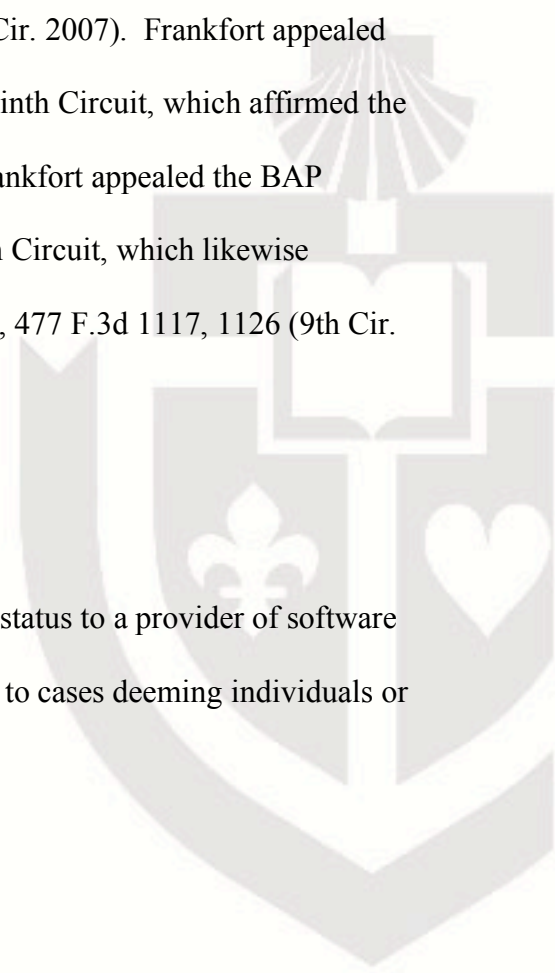 Cir. 2007). Frankfort appealed
inth Circuit, which affirmed the
ankfort appealed the BAP
Circuit, which likewise
, 477 F.3d 1117, 1126 (9th Cir.
status to a provider of software
to cases deeming individuals or